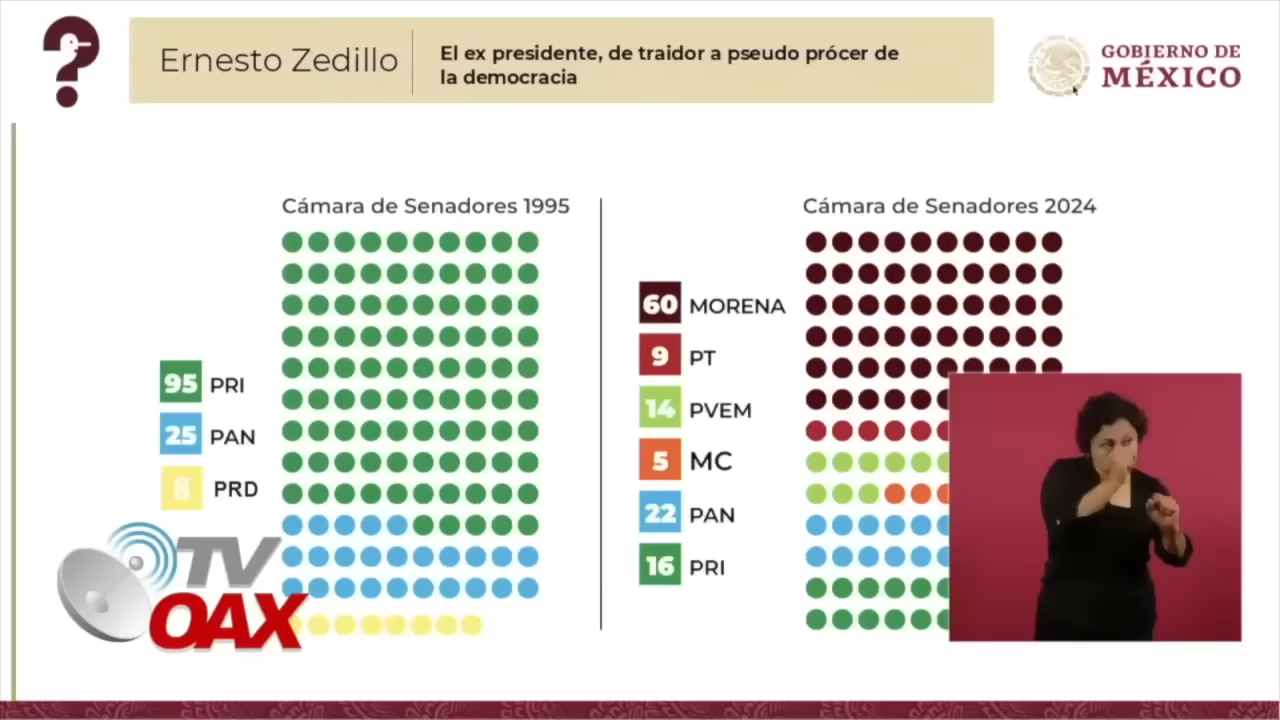 Ernesto Zedillo
El ex presidente, de traidor a pseudo prócer de
la democracia
GOBIERNO DE
MÉXICO
Cámara de Senadores 1995
95 PRI
25 PAN
8 PRD
Cámara de Senadores 2024
60 MORENA
9 PT
14 PVEM
5 MC
22 PAN
16 PRI
TV
OAX